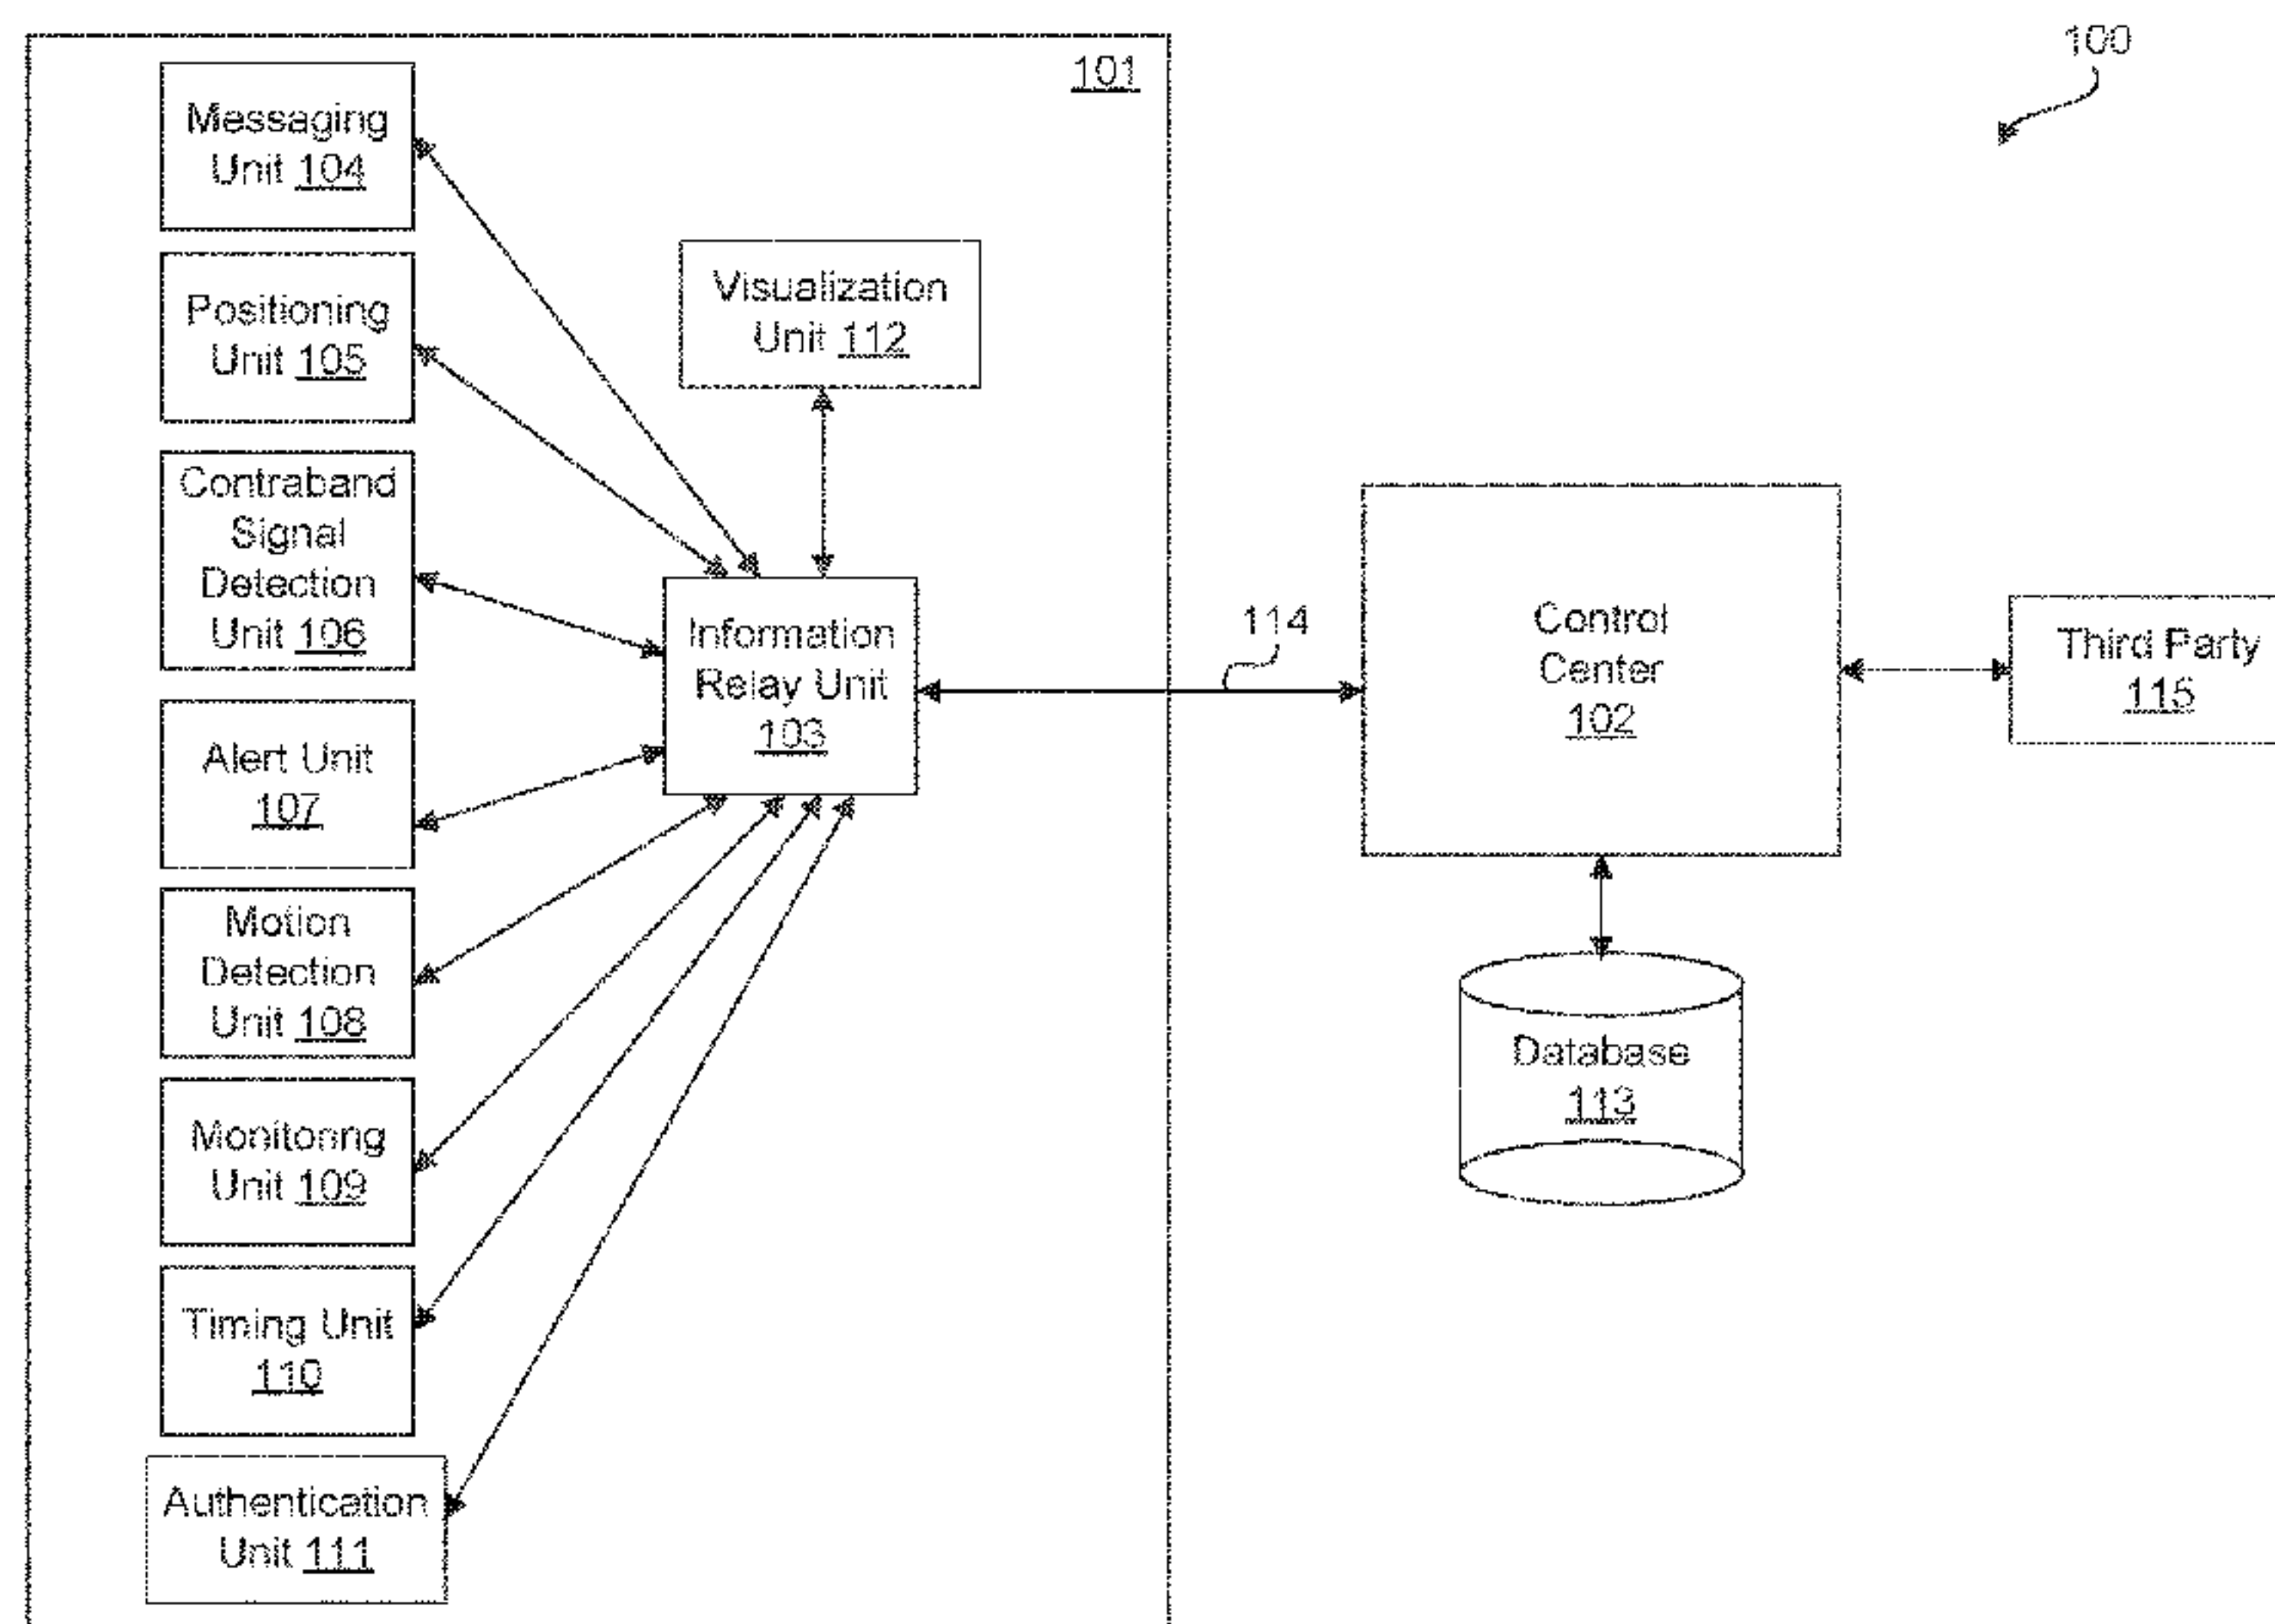 100
101
Messaging
Unit 104
Positioning
Unit 105
Contraband
Signal
Detection
Unit 106
Alert Unit
107
Motion
Detection
Unit 108
Monitoring
Unit 109
Timing Unit
110
Authentication
Unit 111
Visualization
Unit 112
Information
Relay Unit
103
114
Control
Center
102
Third Party
115
Database
113